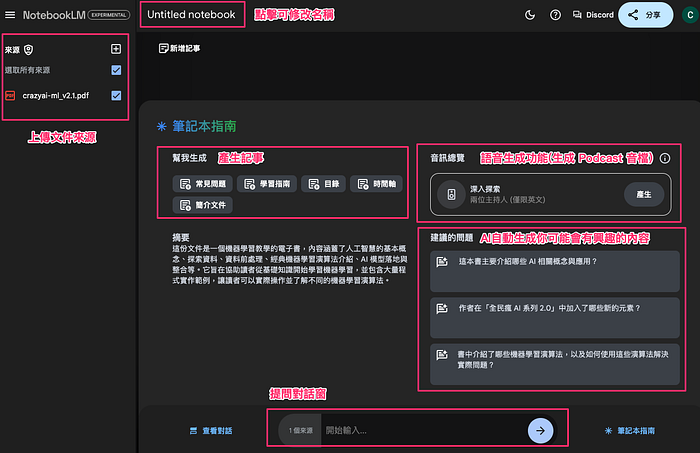 NotebookLM EXPERIMENTAL
Untitled notebook
點擊可修改名稱
Discord
分享
C
來源
選取所有來源
PDF crazyai-ml_v2.1.pdf
上傳文件來源
新增記事
筆記本指南
幫我生成
產生記事
常見問題
學習指南
目錄
時間軸
簡介文件
音訊總覽
語音生成功能(生成 Podcast 音檔)
深入探索
兩位主持人 (僅限英文)
產生
摘要
這份文件是一個機器學習教學的電子書，內容涵蓋了人工智慧的基本概
念、探索資料、資料前處理、經典機器學習演算法介紹、AI 模型落地與
整合等。它旨在協助讀者從基礎知識開始學習機器學習，並包含大量程
式實作範例，讓讀者可以實際操作並了解不同的機器學習演算法。
建議的問題
AI自動生成你可能會有興趣的內容
這本書主要介紹哪些 AI 相關概念與應用？
作者在「全民瘋 AI 系列 2.0」中加入了哪些新的元素？
書中介紹了哪些機器學習演算法，以及如何使用這些演算法解決
實際問題？
提問對話窗
查看對話
1 個來源
開始輸入...
筆記本指南